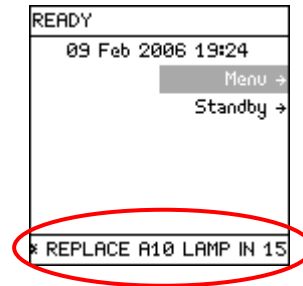 READY
09 Feb 2006 19:24
Menu →
Standby →
* REPLACE A10 LAMP IN 15